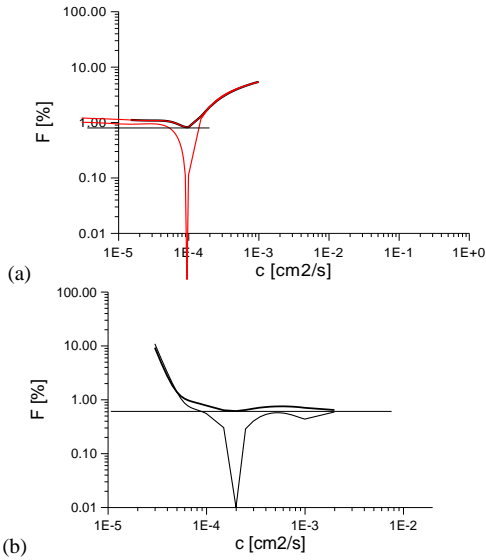 100.00
10.00
1.00
0.10
0.01
F [%]
1E-5 1E-4 1E-3 1E-2 1E-1 1E+0
c [cm2/s]
(a)
100.00
10.00
1.00
0.10
0.01
F [%]
1E-5 1E-4 1E-3 1E-2
c [cm2/s]
(b)